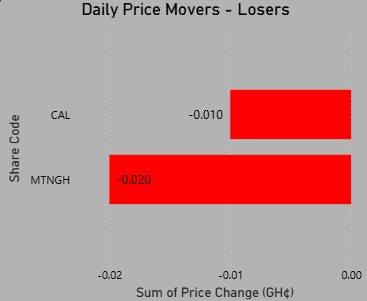 Daily Price Movers - Losers
Share Code
CAL
-0.010
MTNGH
-0.020
-0.02
-0.01
0.00
Sum of Price Change (GH¢)